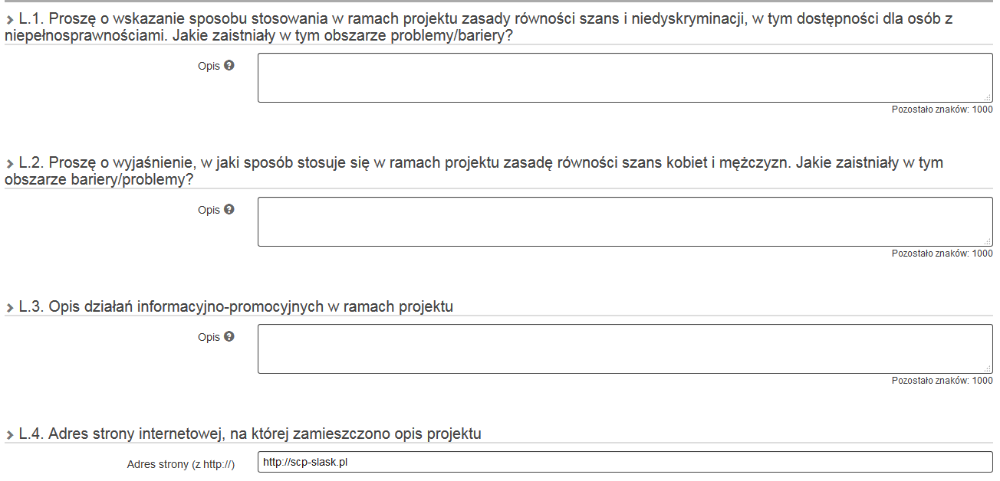 L.1. Proszę o wskazanie sposobu stosowania w ramach projektu zasady równości szans i niedyskryminacji, w tym dostępności dla osób z
niepełnosprawnościami. Jakie zaistniały w tym obszarze problemy/bariery?
Opis
Pozostało znaków: 1000
L.2. Proszę o wyjaśnienie, w jaki sposób stosuje się w ramach projektu zasadę równości szans kobiet i mężczyzn. Jakie zaistniały w tym
obszarze bariery/problemy?
Opis
Pozostało znaków: 1000
L.3. Opis działań informacyjno-promocyjnych w ramach projektu
Opis
Pozostało znaków: 1000
L.4. Adres strony internetowej, na której zamieszczono opis projektu
Adres strony (z http://) http://scp-slask.pl